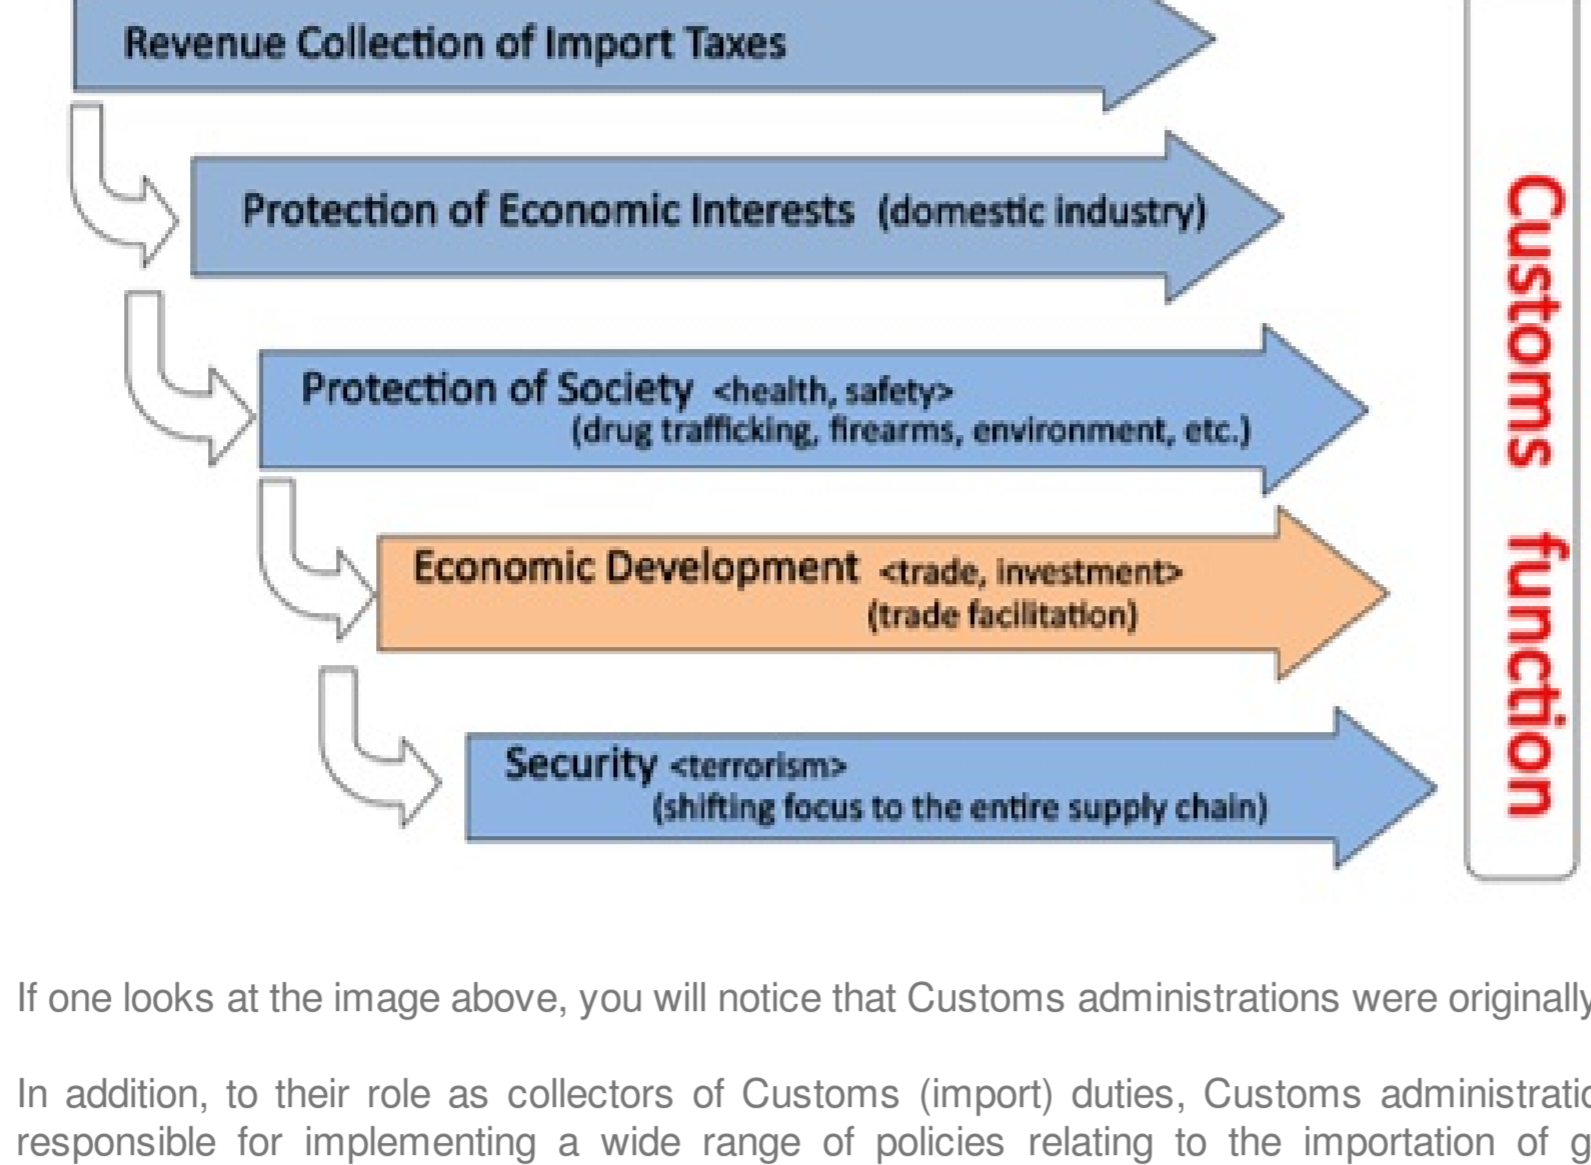 Revenue Collection of Import Taxes
Protection of Economic Interests (domestic industry)
Protection of Society <health, safety>
(drug trafficking, firearms, environment, etc.)
Economic Development <trade, investment>
(trade facilitation)
Security <terrorism>
(shifting focus to the entire supply chain)
Customs function
If one looks at the image above, you will notice that Customs administrations were originally
In addition, to their role as collectors of Customs (import) duties, Customs
responsible for implementing a wide range of policies relating to the importation of